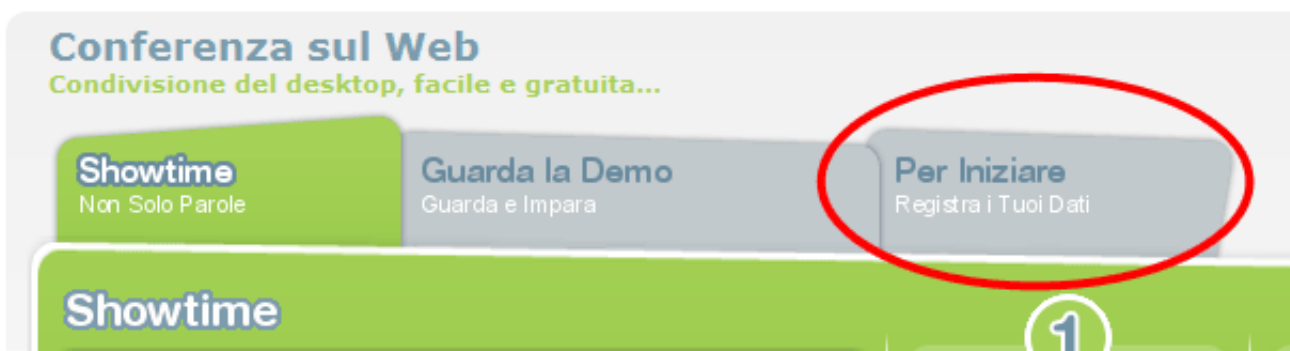 Conferenza sul Web
Condivisione del desktop, facile e gratuita...
Showtime
Non Solo Parole
Guarda la Demo
Guarda e Impara
Per Iniziare
Registra i Tuoi Dati
Showtime
1